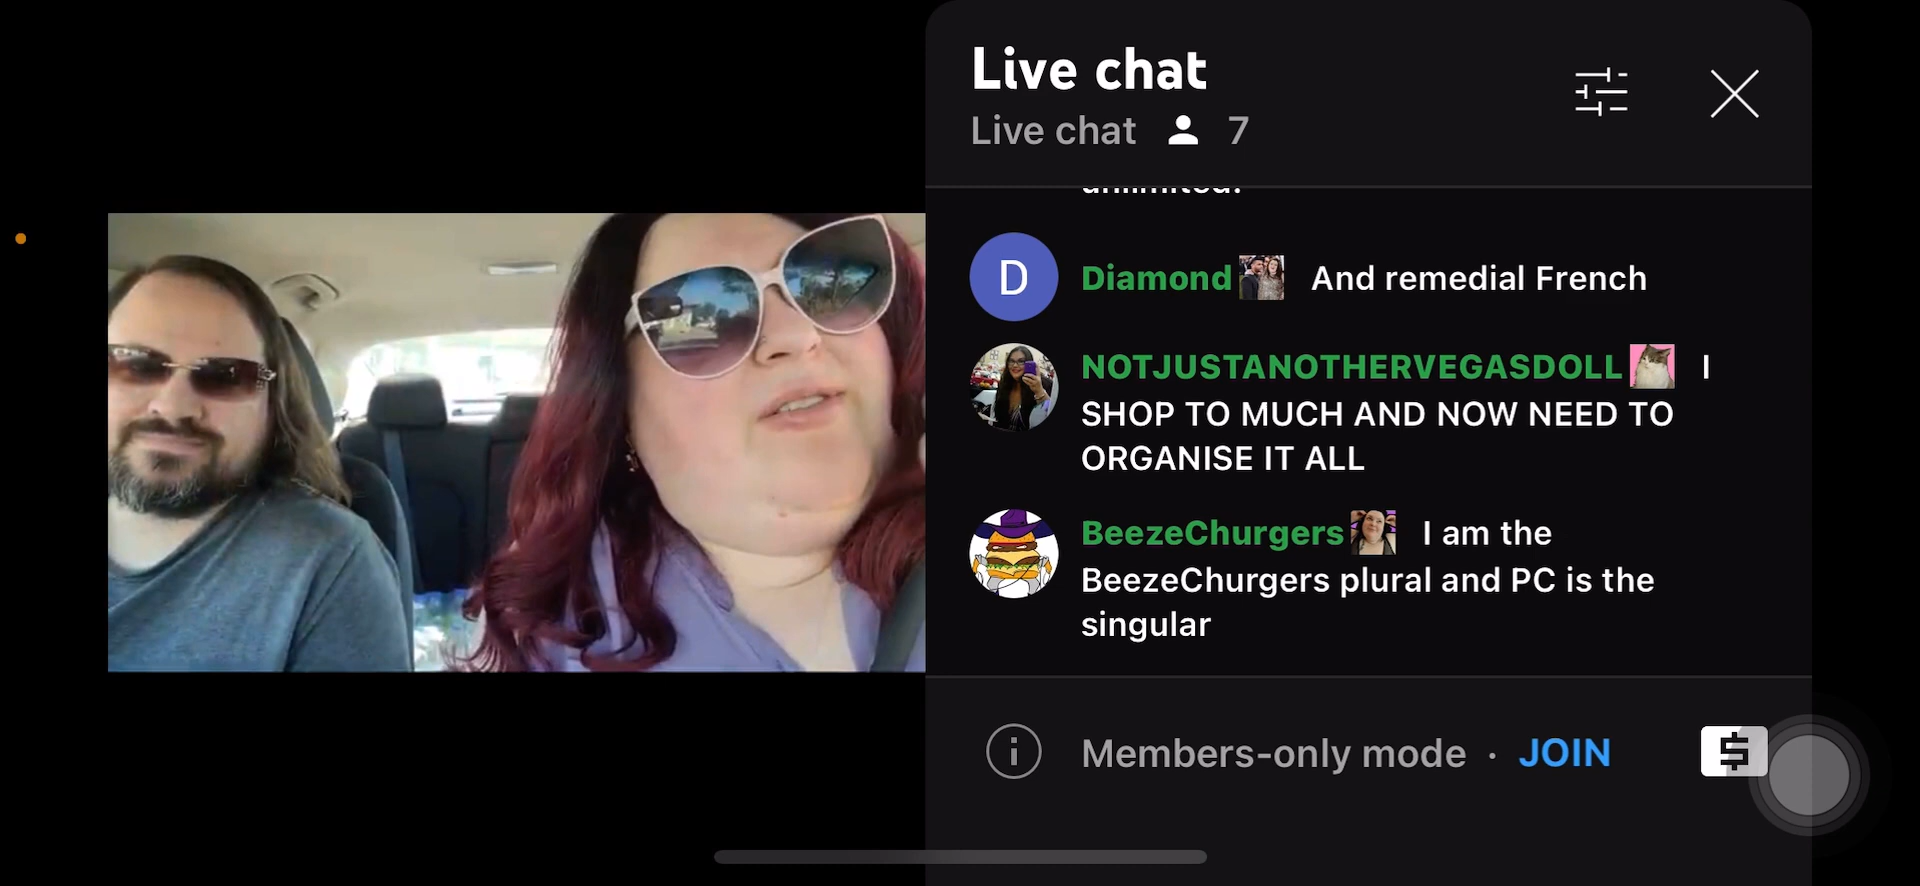 Live chat
Live chat 7
unlimited.
D
Diamond And remedial French
NOTJUSTANOTHERVEGASDOLL I
SHOP TO MUCH AND NOW NEED TO
ORGANISE IT ALL
BeezeChurgers I am the
BeezeChurgers plural and PC is the
singular
Members-only mode · JOIN
$